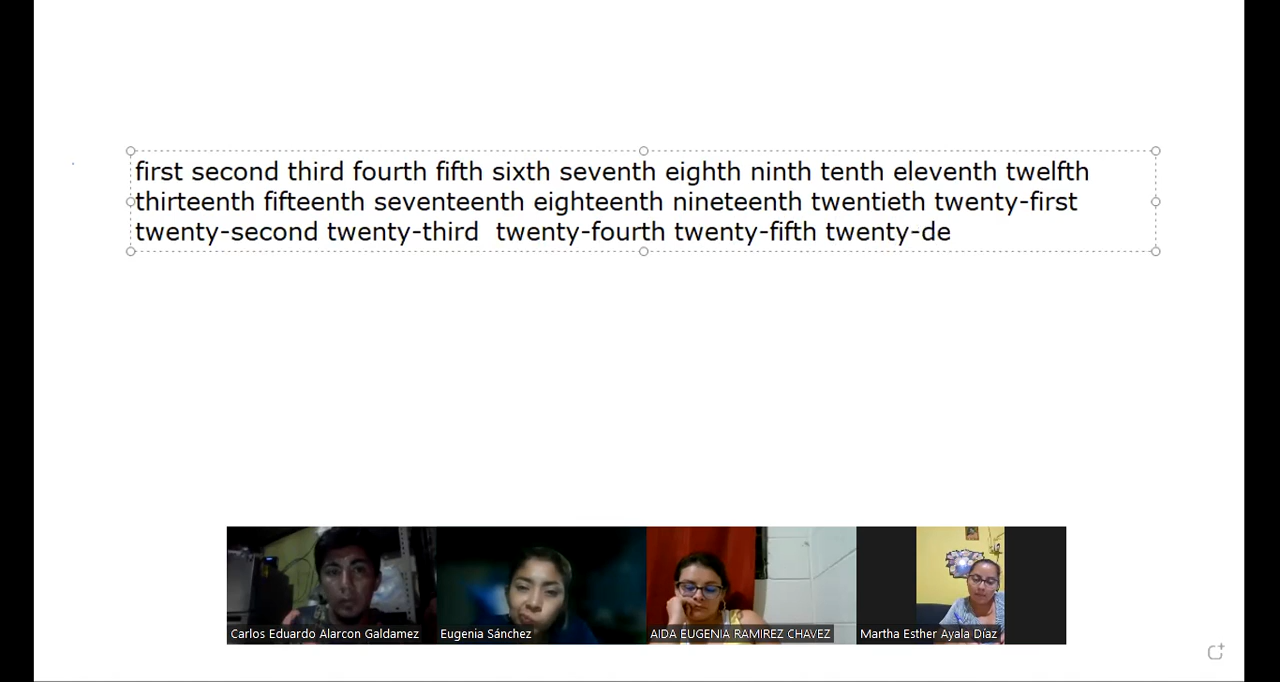 first second third fourth fifth sixth seventh eighth ninth tenth eleventh twelfth
thirteenth fifteenth seventeenth eighteenth nineteenth twentieth twenty-first
twenty-second twenty-third  twenty-fourth twenty-fifth twenty-de
Carlos Eduardo Alarcon Galdamez
Eugenia Sánchez
AIDA EUGENIA RAMIREZ CHAVEZ
Martha Esther Ayala Díaz